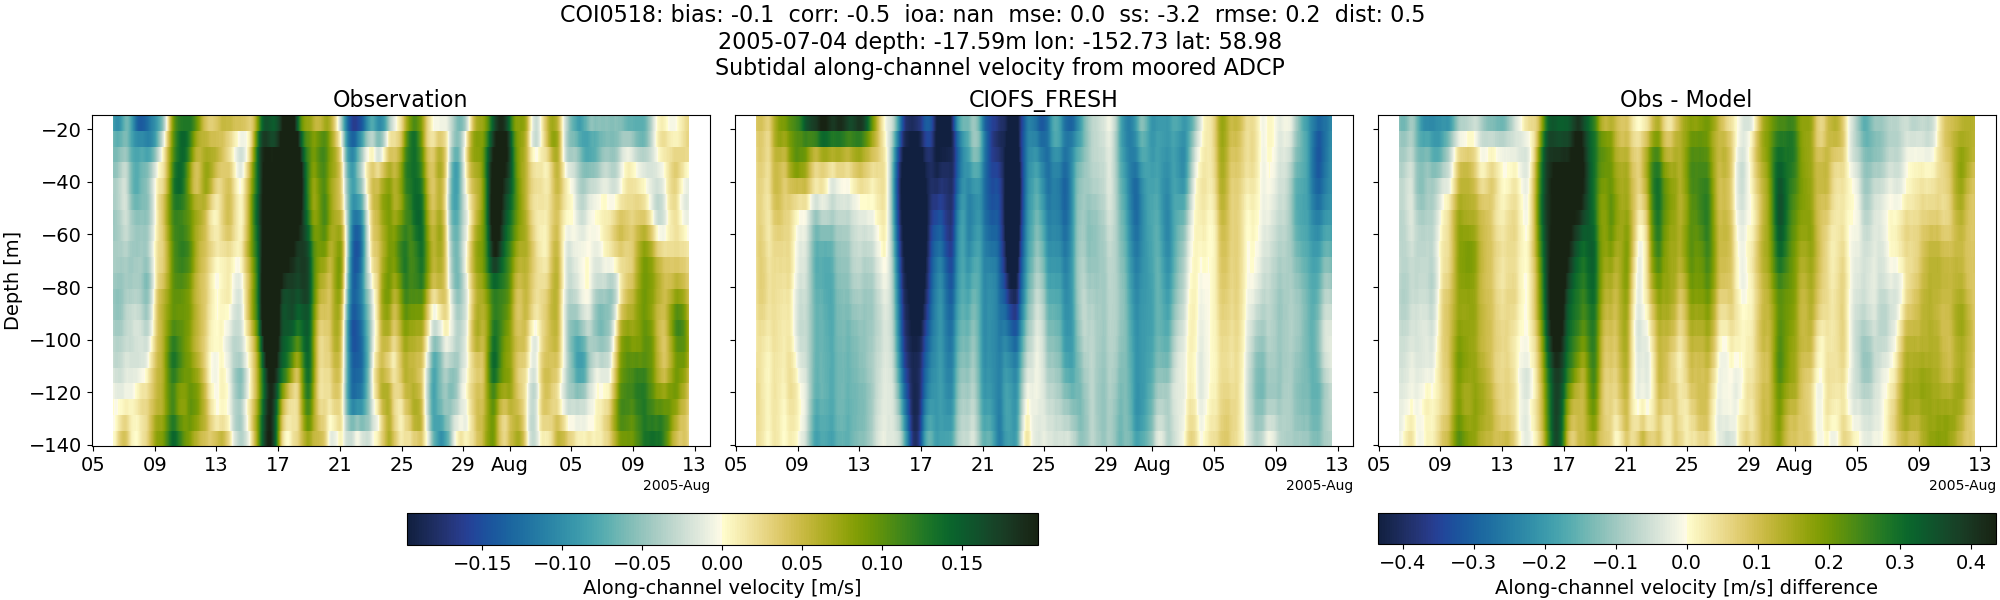 COI0518: bias: -0.1  corr: -0.5  ioa: nan  mse: 0.0  ss: -3.2  rmse: 0.2  dist: 0.5
2005-07-04 depth: -17.59m lon: -152.73 lat: 58.98
Subtidal along-channel velocity from moored ADCP
Observation
CIOFS_FRESH
Obs - Model
Depth [m]
−20
−40
−60
−80
−100
−120
−140
05 09 13 17 21 25 29 Aug 05 09 13
2005-Aug
05 09 13 17 21 25 29 Aug 05 09 13
2005-Aug
05 09 13 17 21 25 29 Aug 05 09 13
2005-Aug
−0.15 −0.10 −0.05 0.00 0.05 0.10 0.15
Along-channel velocity [m/s]
−0.4 −0.3 −0.2 −0.1 0.0 0.1 0.2 0.3 0.4
Along-channel velocity [m/s] difference